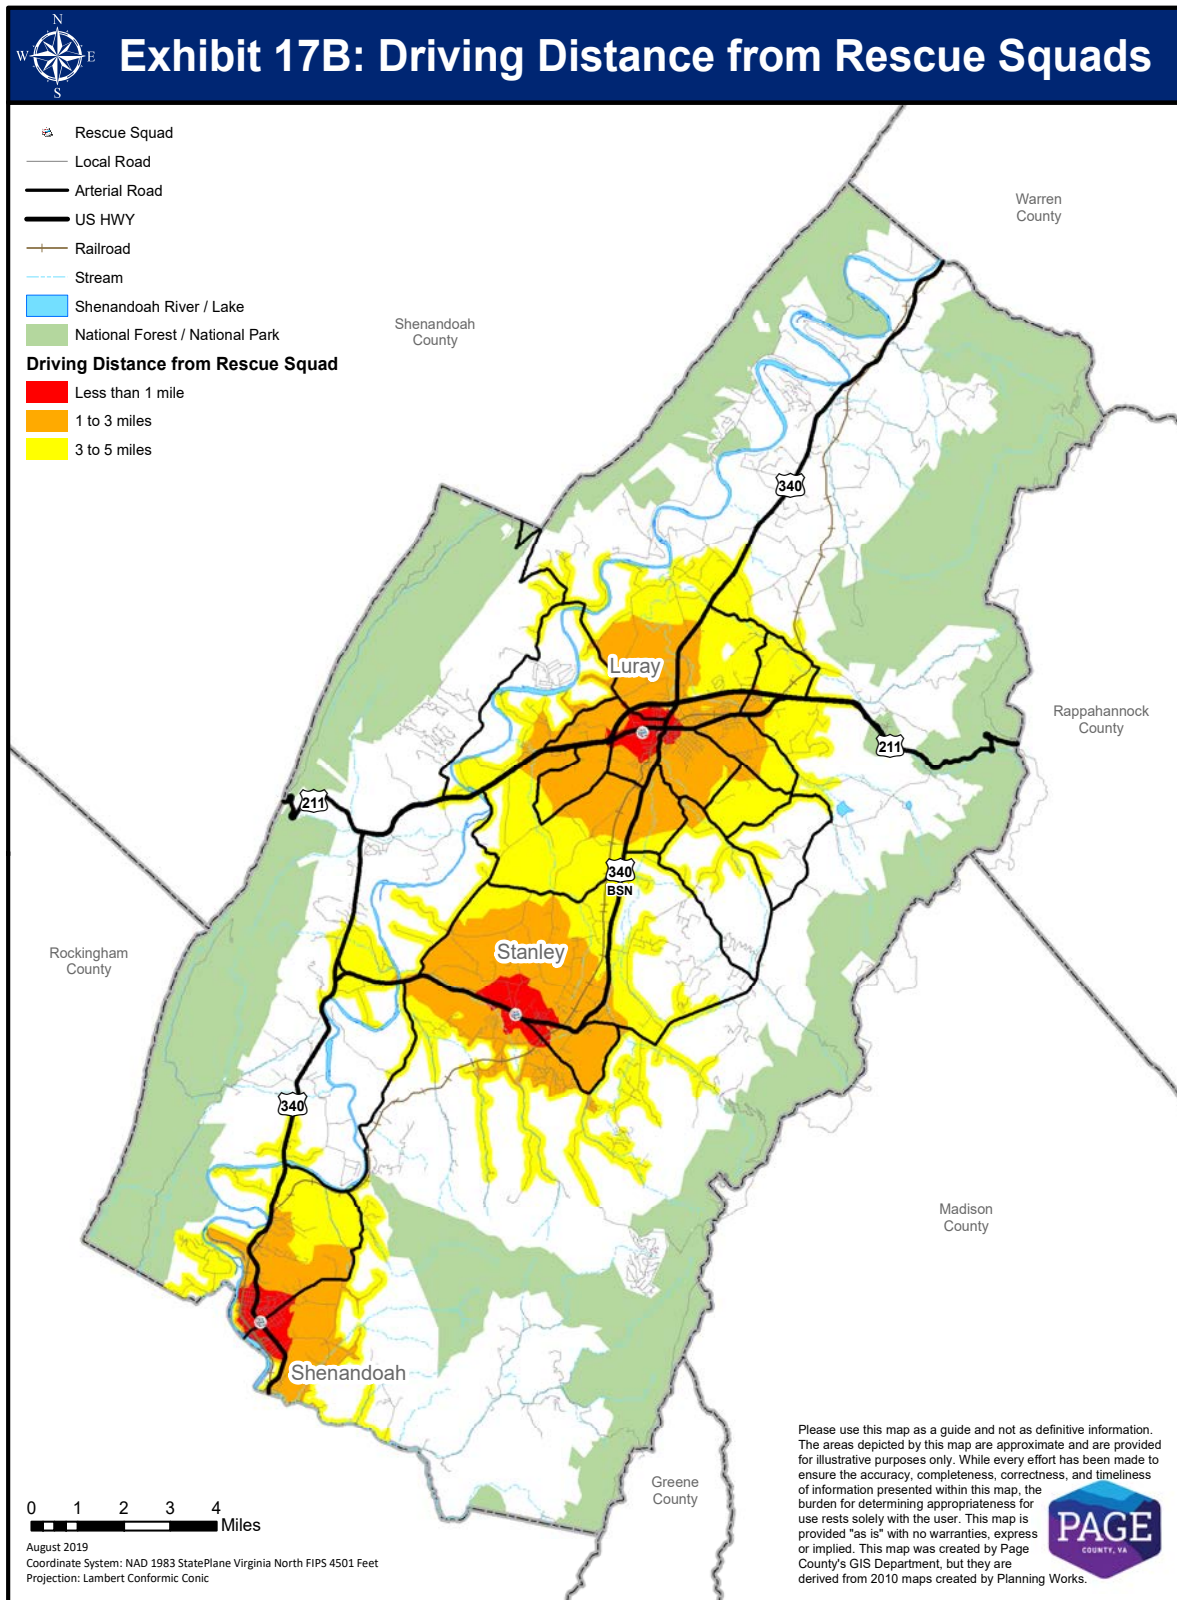 N
W
E
S
Exhibit 17B: Driving Distance from Rescue Squads
Rescue Squad
Local Road
Arterial Road
US HWY
Railroad
Stream
Shenandoah River / Lake
National Forest / National Park
Driving Distance from Rescue Squad
Less than 1 mile
1 to 3 miles
3 to 5 miles
Warren
County
Shenandoah
County
340
Luray
Rappahannock
County
211
211
340
BSN
Stanley
Rockingham
County
340
Madison
County
Shenandoah
Greene
County
0 1 2 3 4
Miles
August 2019
Coordinate System: NAD 1983 StatePlane Virginia North FIPS 4501 Feet
Projection: Lambert Conformic Conic
Please use this map as a guide and not as definitive information.
The areas depicted by this map are approximate and are provided
for illustrative purposes only. While every effort has been made to
ensure the accuracy, completeness, correctness, and timeliness
of information presented within this map, the
burden for determining appropriateness for
use rests solely with the user. This map is
provided "as is" with no warranties, express
or implied. This map was created by Page
County's GIS Department, but they are
derived from 2010 maps created by Planning Works.
PAGE
COUNTY, VA